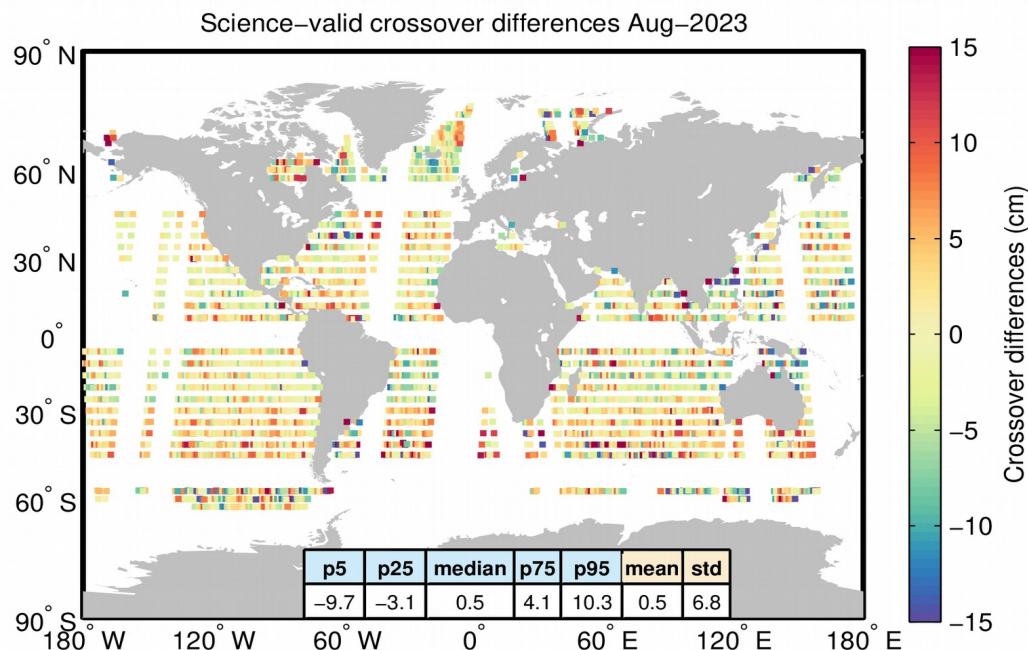 Science−valid crossover differences Aug−2023
90° N
60° N
30° N
0°
30° S
60° S
90° S
180° W
120° W
60° W
0°
60° E
120° E
180° E
p5 p25 median p75 p95 mean std
−9.7 −3.1 0.5 4.1 10.3 0.5 6.8
15
10
5
0
−5
−10
−15
Crossover differences (cm)